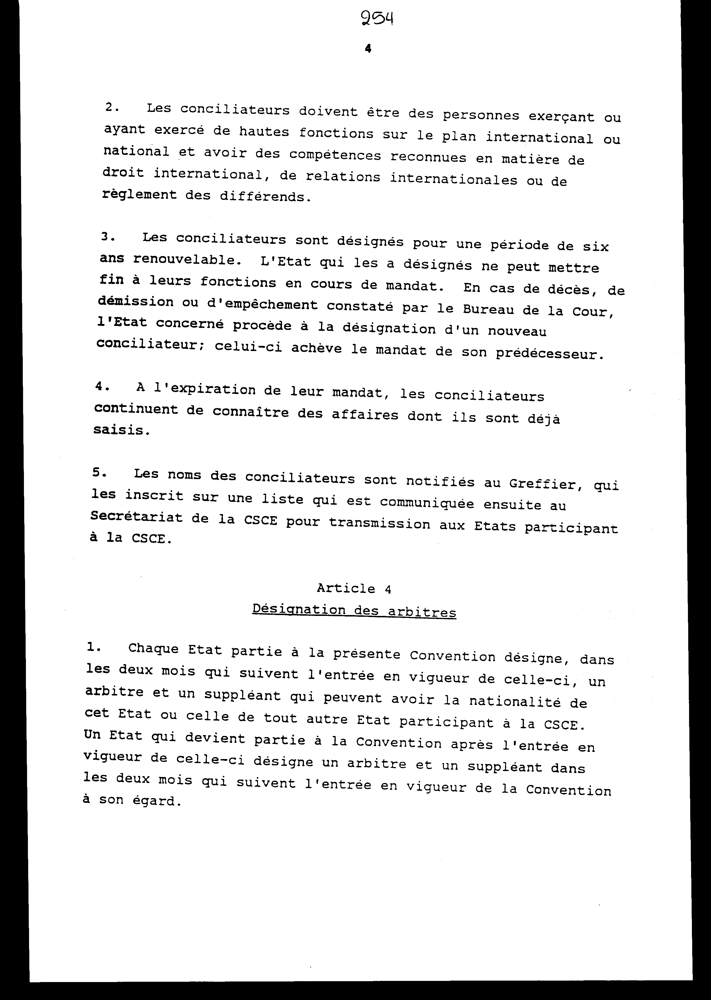 254
4
2. Les conciliateurs doivent être des personnes exerçant ou
ayant exercé de hautes fonctions sur le plan international ou
national et avoir des compétences reconnues en matière de
droit international, de relations internationales ou de
règlement des différends.
3. Les conciliateurs sont désignés pour une période de six
ans renouvelable. L'Etat qui les a désignés ne peut mettre
fin à leurs fonctions en cours de mandat. En cas de décès, de
démission ou d'empêchement constaté par le Bureau de la Cour,
l'Etat concerné procède à la désignation d'un nouveau
conciliateur; celui-ci achève le mandat de son prédécesseur.
4. A l'expiration de leur mandat, les conciliateurs
continuent de connaître des affaires dont ils sont déjà
saisis.
5. Les noms des conciliateurs sont notifiés au Greffier, qui
les inscrit sur une liste qui est communiquée ensuite au
Secrétariat de la CSCE pour transmission aux Etats participant
à la CSCE.
Article 4
Désignation des arbitres
1. Chaque Etat partie à la présente Convention désigne, dans
les deux mois qui suivent l'entrée en vigueur de celle-ci, un
arbitre et un suppléant qui peuvent avoir la nationalité de
cet Etat ou celle de tout autre Etat participant à la CSCE.
Un Etat qui devient partie à la Convention après l'entrée en
vigueur de celle-ci désigne un arbitre et un suppléant dans
les deux mois qui suivent l'entrée en vigueur de la Convention
à son égard.